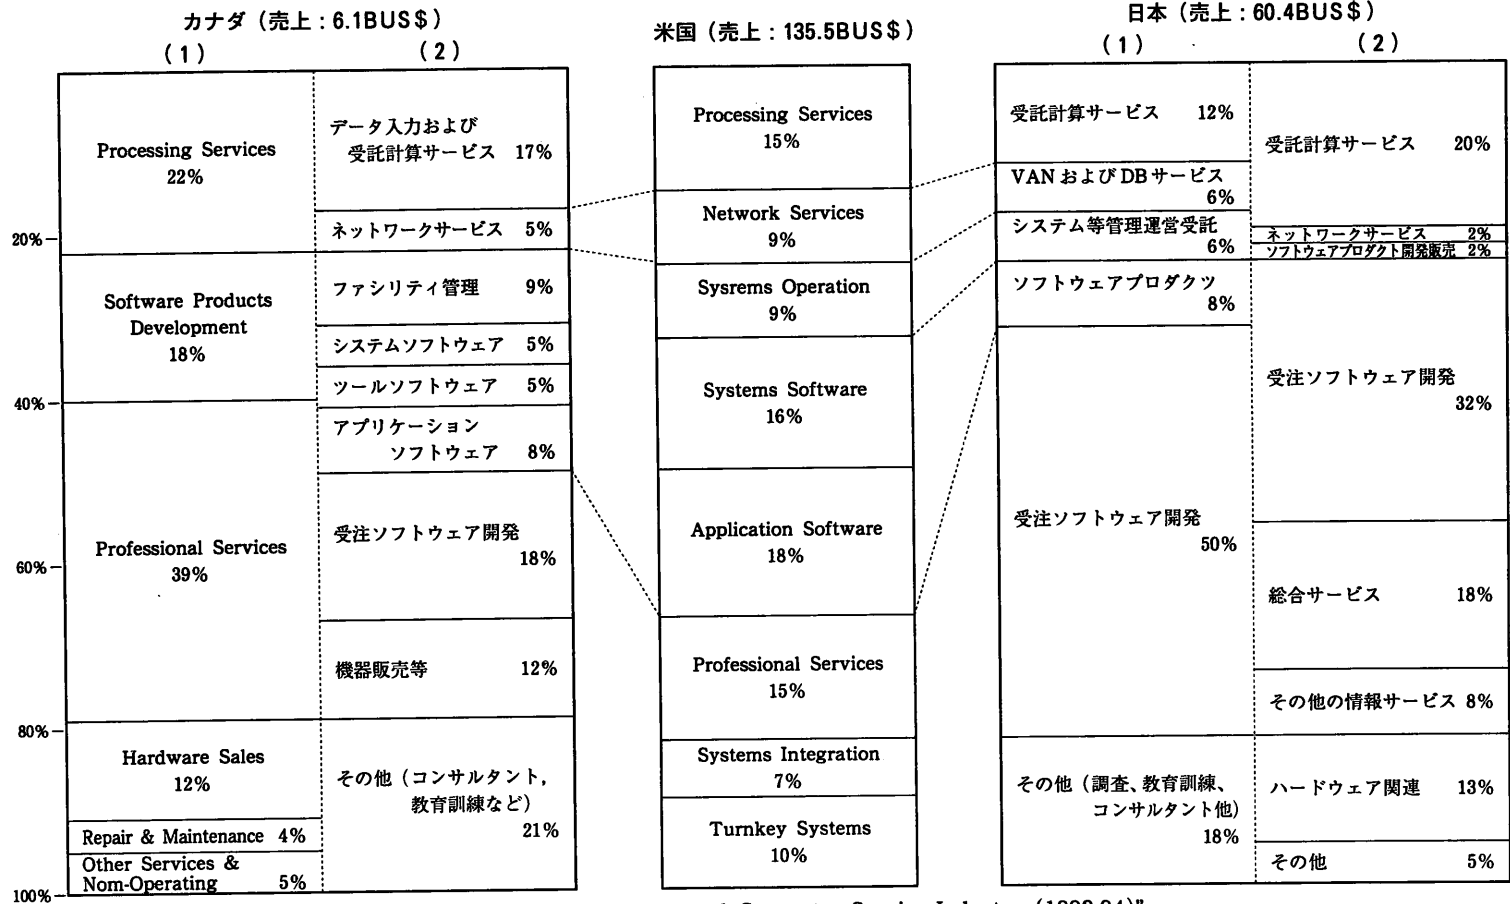 カナダ（売上：6.1BUS＄）
（1）
（2）
20%
40%
60%
80%
100%
Processing Services
22%
Software Products
Development
18%
Professional Services
39%
Hardware Sales
12%
Repair & Maintenance 4%
Other Services &
Nom-Operating 5%
データ入力および
受託計算サービス 17%
ネットワークサービス 5%
ファシリティ管理 9%
システムソフトウェア 5%
ツールソフトウェア 5%
アプリケーション
ソフトウェア 8%
受注ソフトウェア開発
18%
機器販売等 12%
その他（コンサルタント，
教育訓練など）
21%
米国（売上：135.5BUS＄）
Processing Services
15%
Network Services
9%
Sysrems Operation
9%
Systems Software
16%
Application Software
18%
Professional Services
15%
Systems Integration
7%
Turnkey Systems
10%
日本（売上：60.4BUS＄）
（1）
（2）
受託計算サービス 12%
VANおよびDBサービス
6%
システム等管理運営受託
6%
ソフトウェアプロダクツ
8%
受注ソフトウェア開発
50%
その他（調査、教育訓練、
コンサルタント他）
18%
受託計算サービス 20%
ネットワークサービス 2%
ソフトウェアプロダクト開発販売 2%
受注ソフトウェア開発
32%
総合サービス 18%
その他の情報サービス 8%
ハードウェア関連 13%
その他 5%